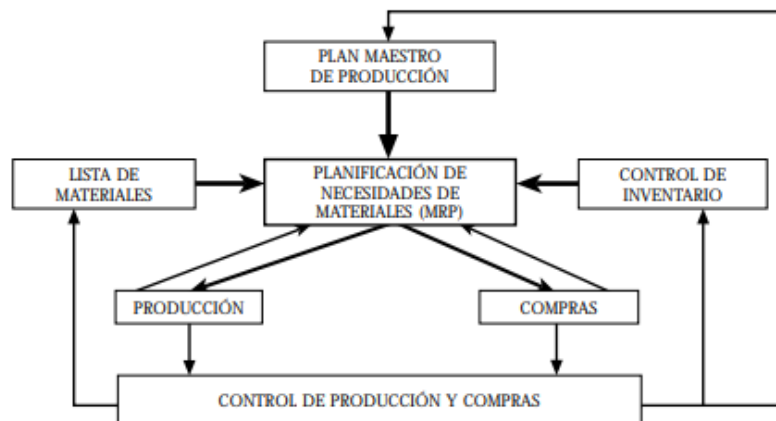 PLAN MAESTRO
DE PRODUCCIÓN
LISTA DE
MATERIALES
PLANIFICACIÓN DE
NECESIDADES DE
MATERIALES (MRP)
CONTROL DE
INVENTARIO
PRODUCCIÓN
COMPRAS
CONTROL DE PRODUCCIÓN Y COMPRAS